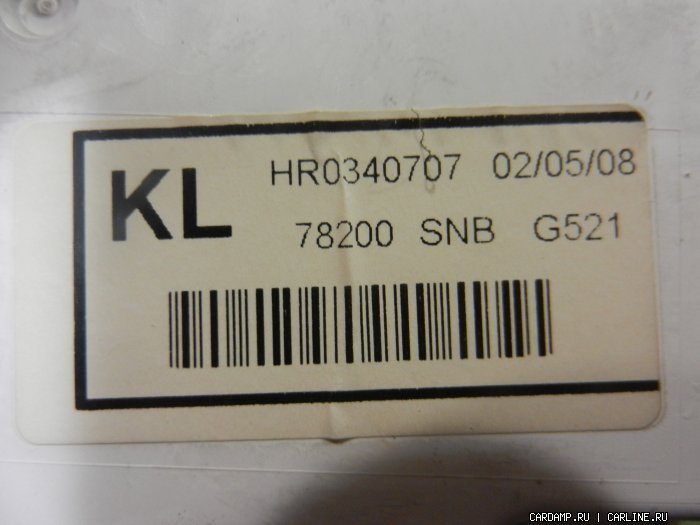 KL HR0340707 02/05/08
78200 SNB G521
CARDAMP.RU | CARLINE.RU